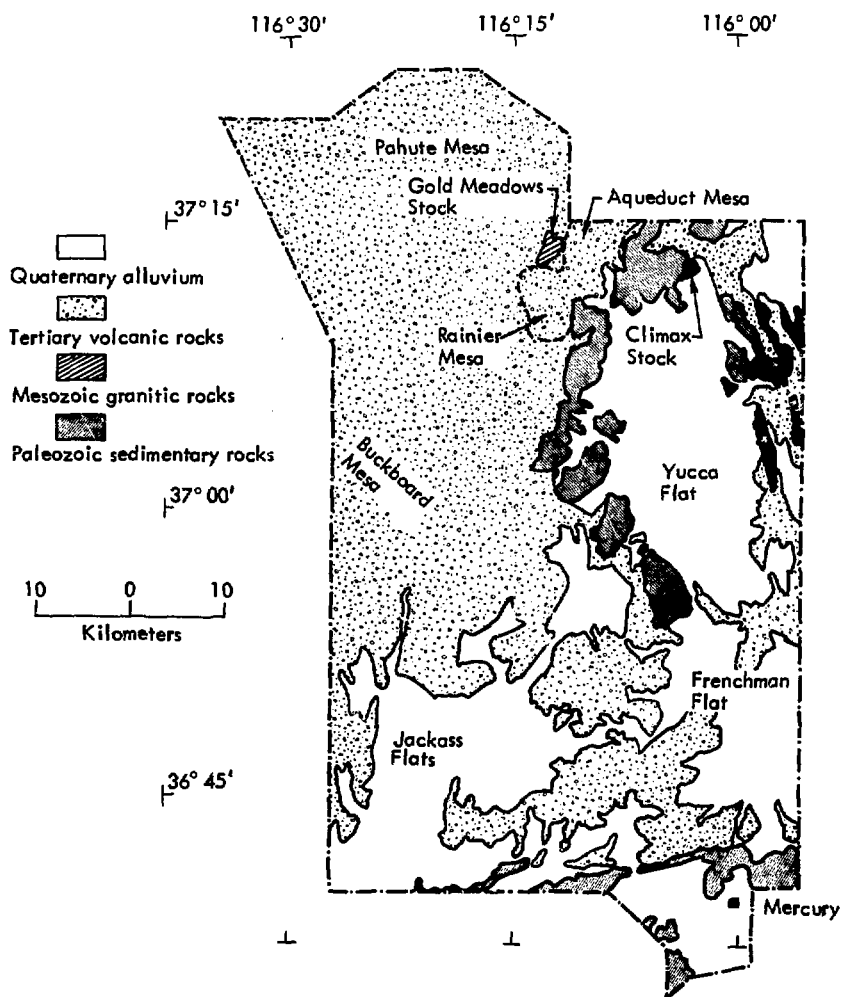 116° 30'
116° 15'
116° 00'
Pahute Mesa
Gold Meadows
Stock
Aqueduct Mesa
37° 15'
Quaternary alluvium
Tertiary volcanic rocks
Rainier
Mesa
Climax
Stock
Mesozoic granitic rocks
Paleozoic sedimentary rocks
Buckboard
Mesa
Yucca
Flat
37° 00'
10 0 10
Kilometers
Frenchman
Flat
Jackass
Flats
36° 45'
Mercury